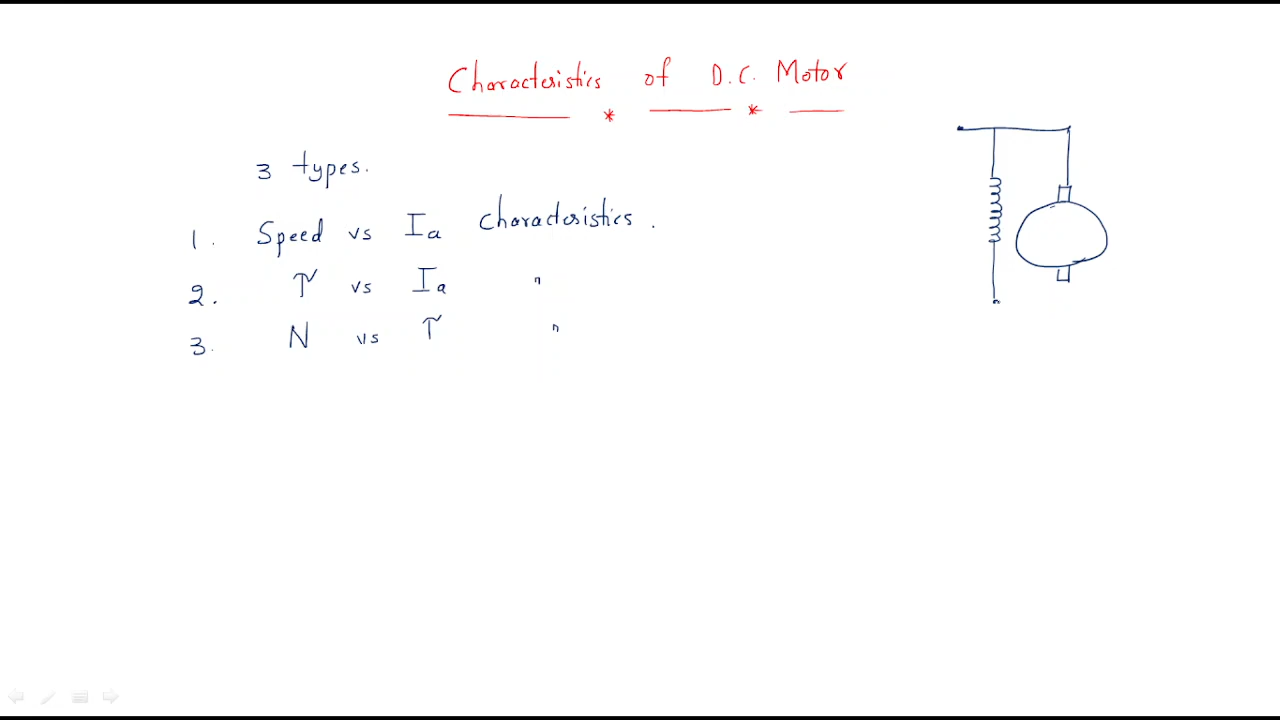 Characteristics of D.C. Motor
3 types.
1. Speed vs Ia characteristics.
2. T vs Ia "
3. N vs T "